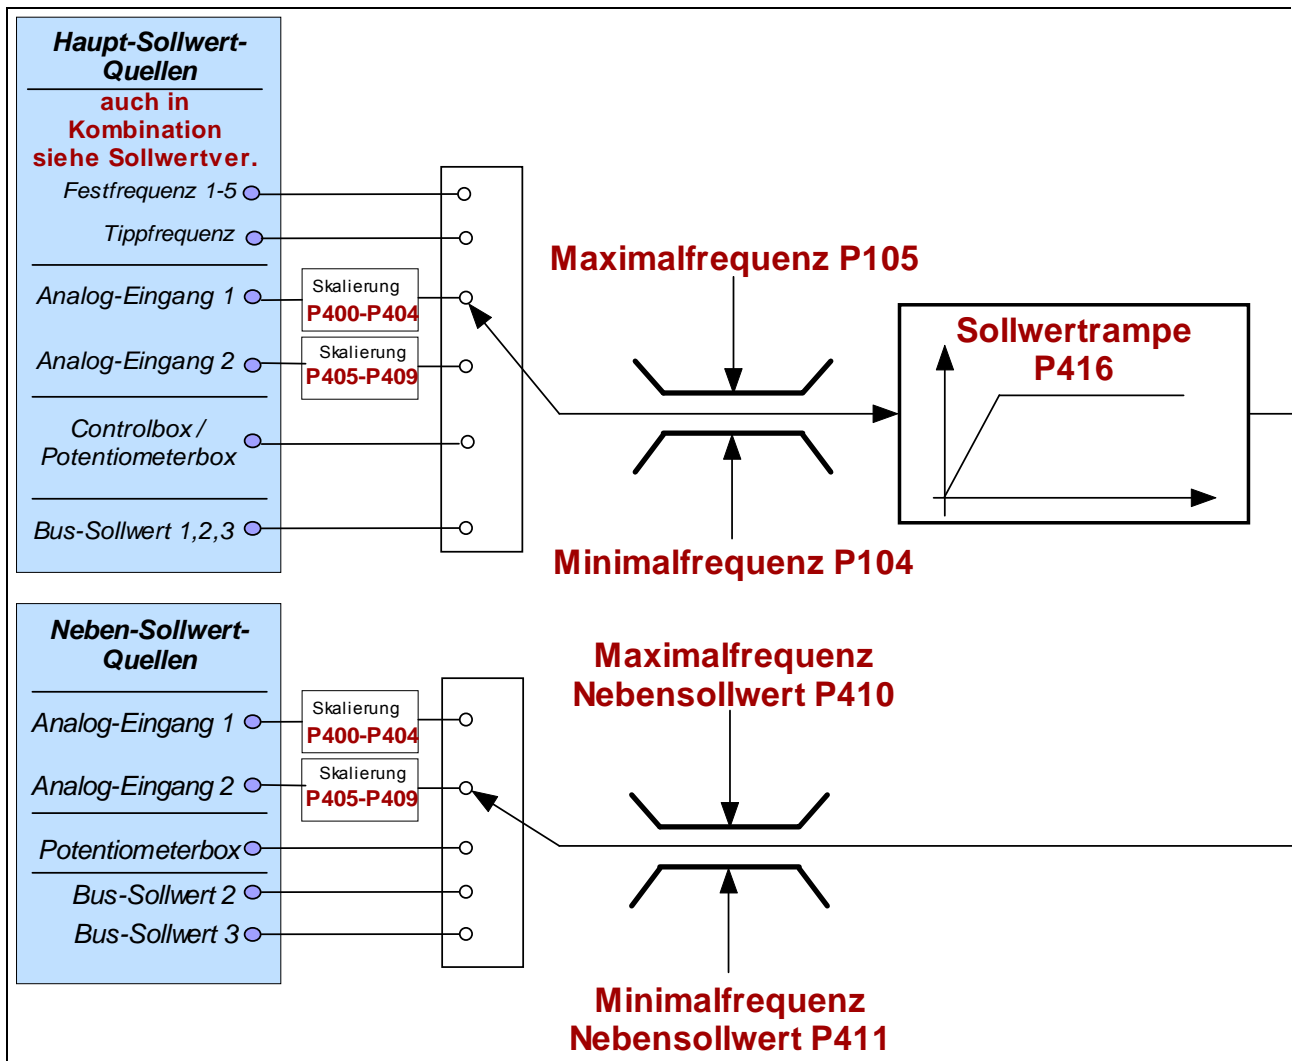 Haupt-Sollwert-
Quellen
auch in
Kombination
siehe Sollwertver.
Festfrequenz 1-5
Tippfrequenz
Analog-Eingang 1
Skalierung
P400-P404
Analog-Eingang 2
Skalierung
P405-P409
Controlbox /
Potentiometerbox
Bus-Sollwert 1,2,3
Maximalfrequenz P105
Minimalfrequenz P104
Sollwertrampe
P416
Neben-Sollwert-
Quellen
Analog-Eingang 1
Skalierung
P400-P404
Analog-Eingang 2
Skalierung
P405-P409
Potentiometerbox
Bus-Sollwert 2
Bus-Sollwert 3
Maximalfrequenz
Nebensollwert P410
Minimalfrequenz
Nebensollwert P411